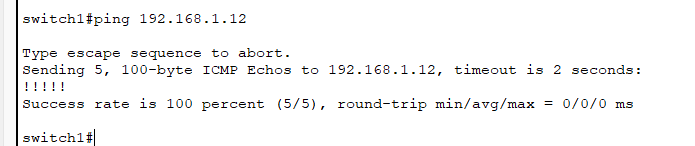 switch1#ping 192.168.1.12
Type escape sequence to abort.
Sending 5, 100-byte ICMP Echos to 192.168.1.12, timeout is 2 seconds:
!!!!!
Success rate is 100 percent (5/5), round-trip min/avg/max = 0/0/0 ms
switch1#